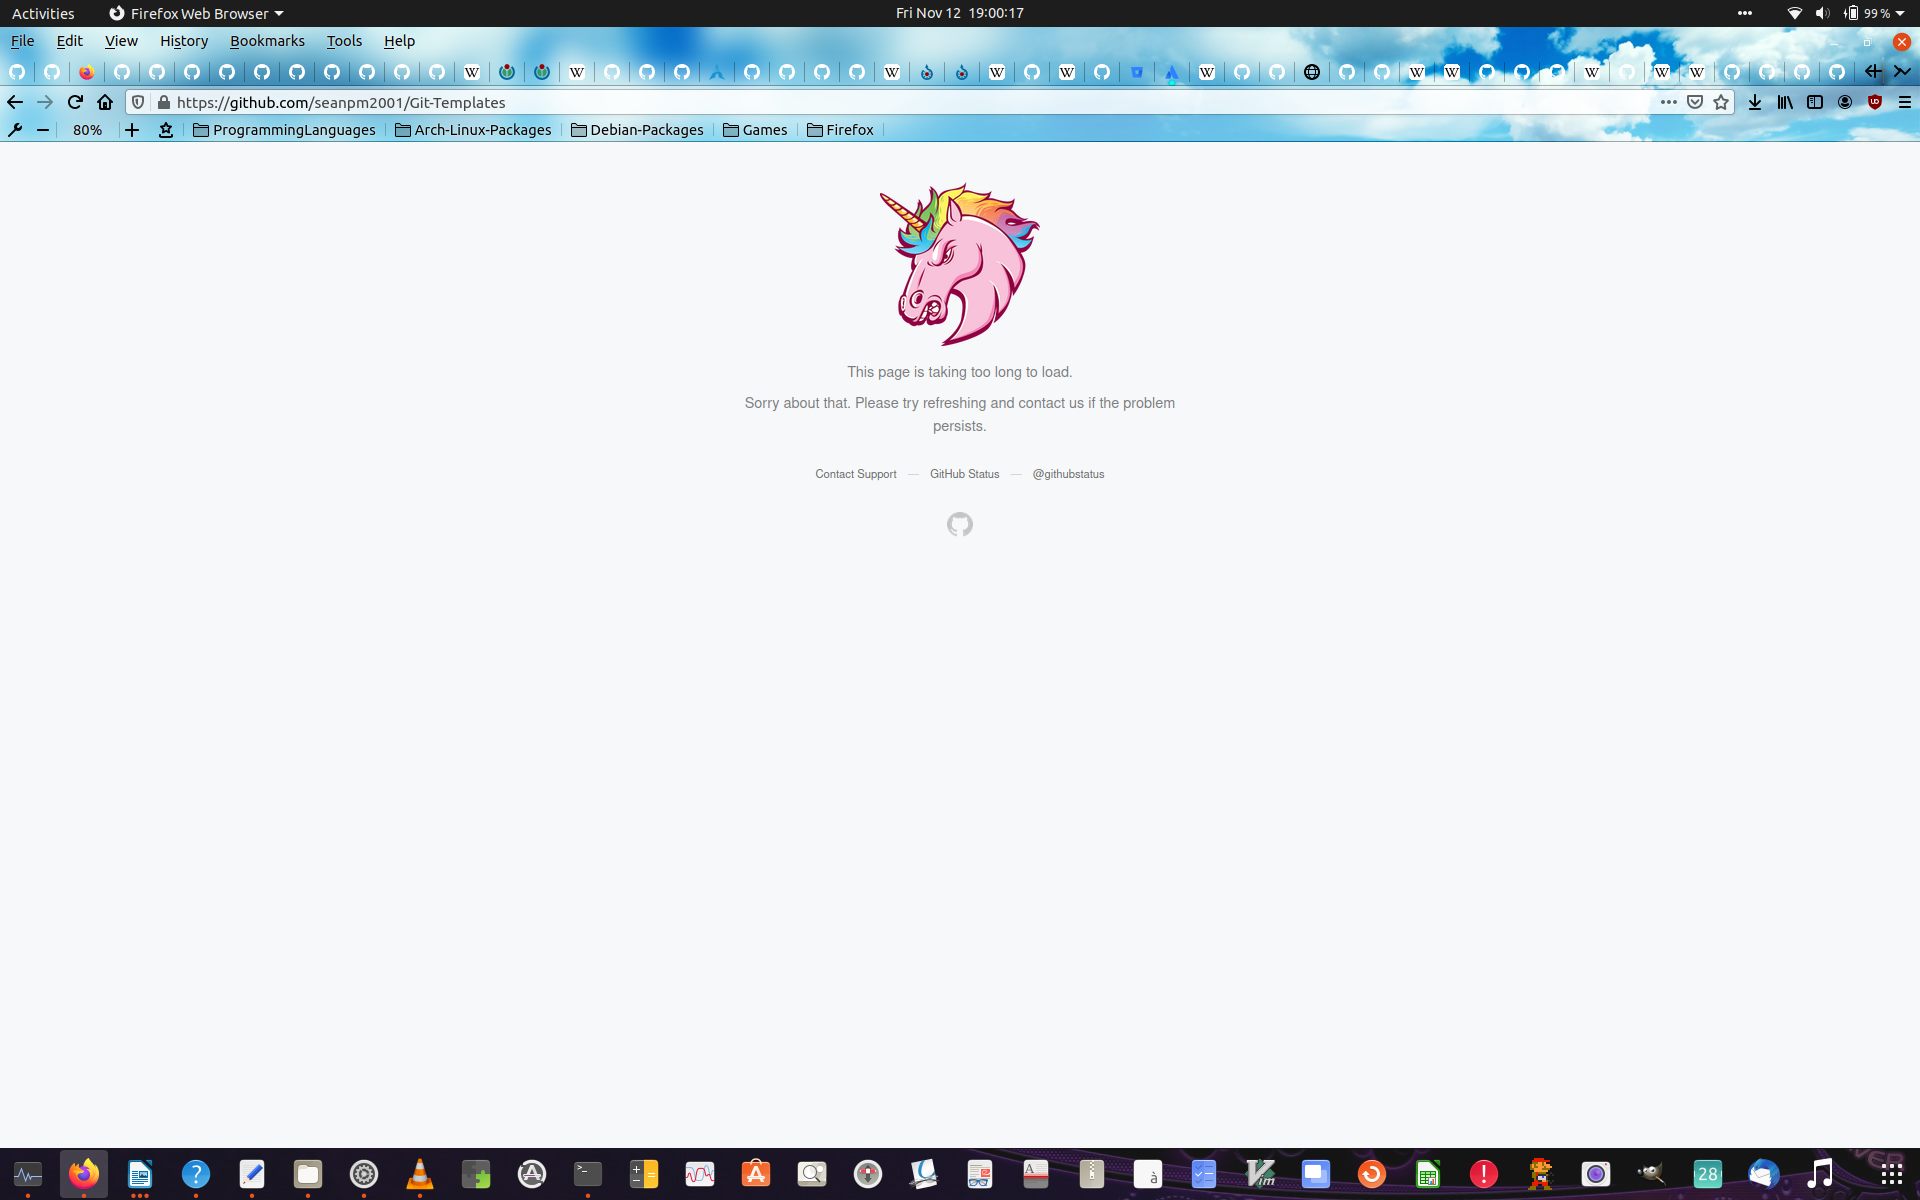 Activities Firefox Web Browser Fri Nov 12 19:00:17 99 %
File Edit View History Bookmarks Tools Help
https://github.com/seanpm2001/Git-Templates
80% ProgrammingLanguages Arch-Linux-Packages Debian-Packages Games Firefox
This page is taking too long to load.
Sorry about that. Please try refreshing and contact us if the problem
persists.
Contact Support — GitHub Status — @githubstatus
28